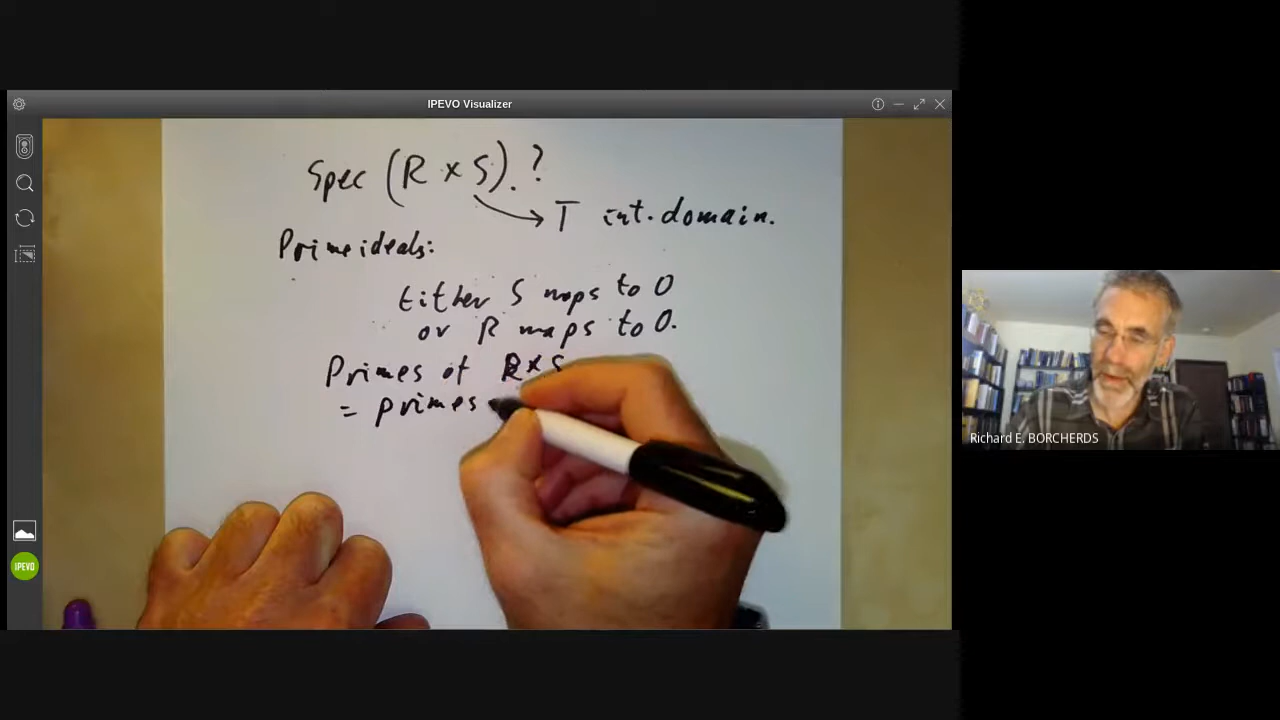 IPEVO Visualizer
Spec (R × S). ?
T int. domain.
Prime ideals:
Either S maps to 0
or R maps to 0.
Primes of R × S
= primes
IPEVO
Richard E. BORCHERDS